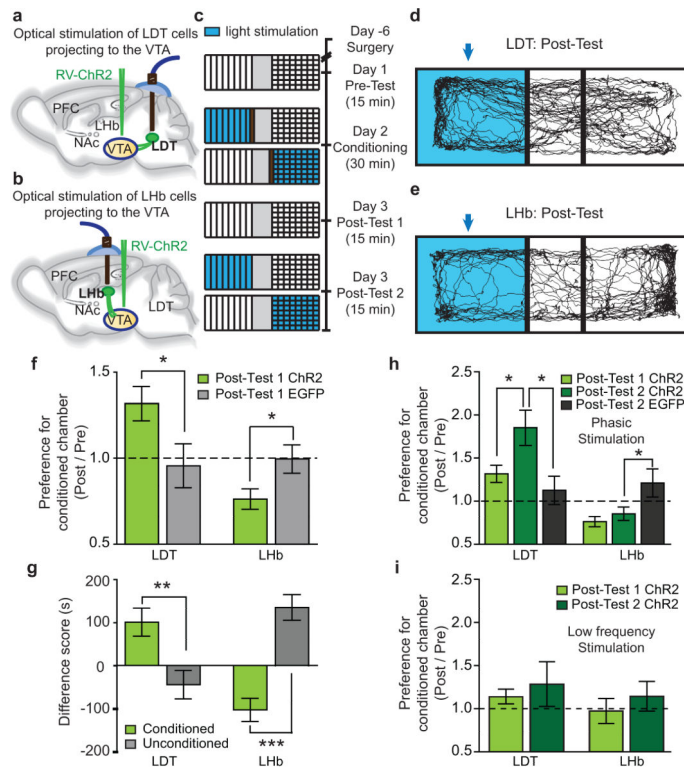 a
Optical stimulation of LDT cells
projecting to the VTA
RV-ChR2
PFC
LHb
NAc
VTA
LDT
b
Optical stimulation of LHb cells
projecting to the VTA
RV-ChR2
PFC
LHb
NAc
VTA
LDT
c
light stimulation
Day -6
Surgery
Day 1
Pre-Test
(15 min)
Day 2
Conditioning
(30 min)
Day 3
Post-Test 1
(15 min)
Day 3
Post-Test 2
(15 min)
d
LDT: Post-Test
e
LHb: Post-Test
f
Preference for
conditioned chamber
(Post / Pre)
1.5
1.0
0.5
Post-Test 1 ChR2
Post-Test 1 EGFP
*
*
LDT
LHb
g
Difference score (s)
200
100
0
-100
-200
**
***
Conditioned
Unconditioned
LDT
LHb
h
Preference for
conditioned chamber
(Post / Pre)
2.5
2.0
1.5
1.0
0.5
Post-Test 1 ChR2
Post-Test 2 ChR2
Post-Test 2 EGFP
Phasic
Stimulation
*
*
*
LDT
LHb
i
Preference for
conditioned chamber
(Post / Pre)
2.5
2.0
1.5
1.0
0.5
Post-Test 1 ChR2
Post-Test 2 ChR2
Low frequency
Stimulation
LDT
LHb